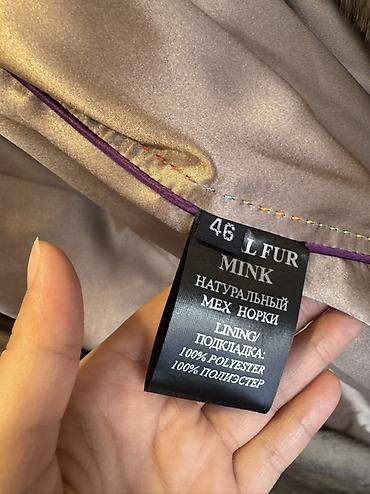 46 L FUR
MINK
НАТУРАЛЬНЫЙ
МЕХ НОРКИ
LINING/
ПОДКЛАДКА:
100% POLYESTER
100% ПОЛИЭСТЕР